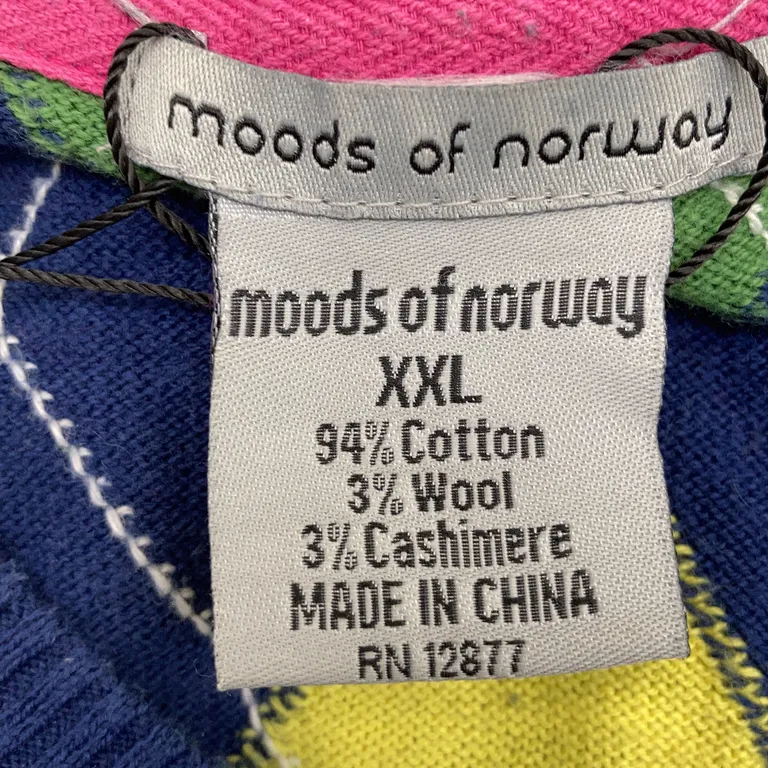 moods of norway
moods of norway
XXL
94% Cotton
3% Wool
3% Cashimere
MADE IN CHINA
RN 12877